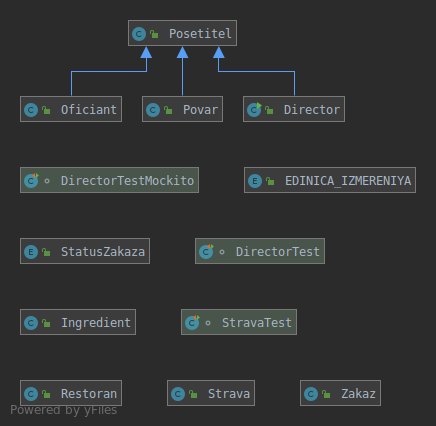 Posetitel
Oficiant Povar Director
DirectorTestMockito EDINICA_IZMERENIYA
StatusZakaza DirectorTest
Ingredient StravaTest
Restoran Strava Zakaz
Powered by yFiles